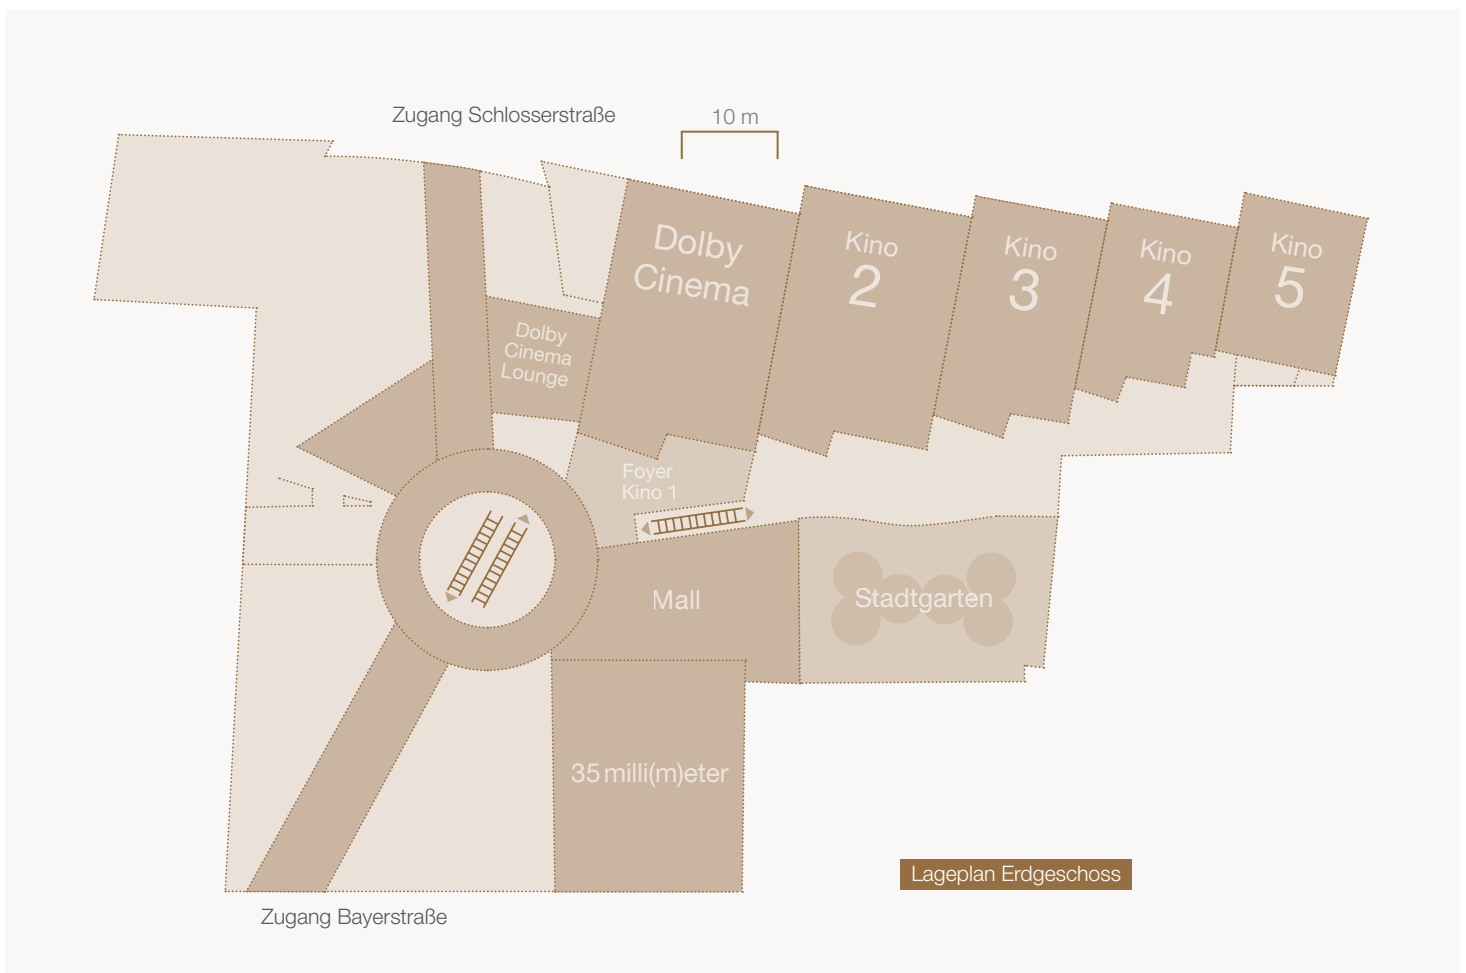 Zugang Schlosserstraße
10 m
Dolby
Cinema
Kino
2
Kino
3
Kino
4
Kino
5
Dolby
Cinema
Lounge
Foyer
Kino 1
Mall
Stadtgarten
35 milli(m)eter
Lageplan Erdgeschoss
Zugang Bayerstraße